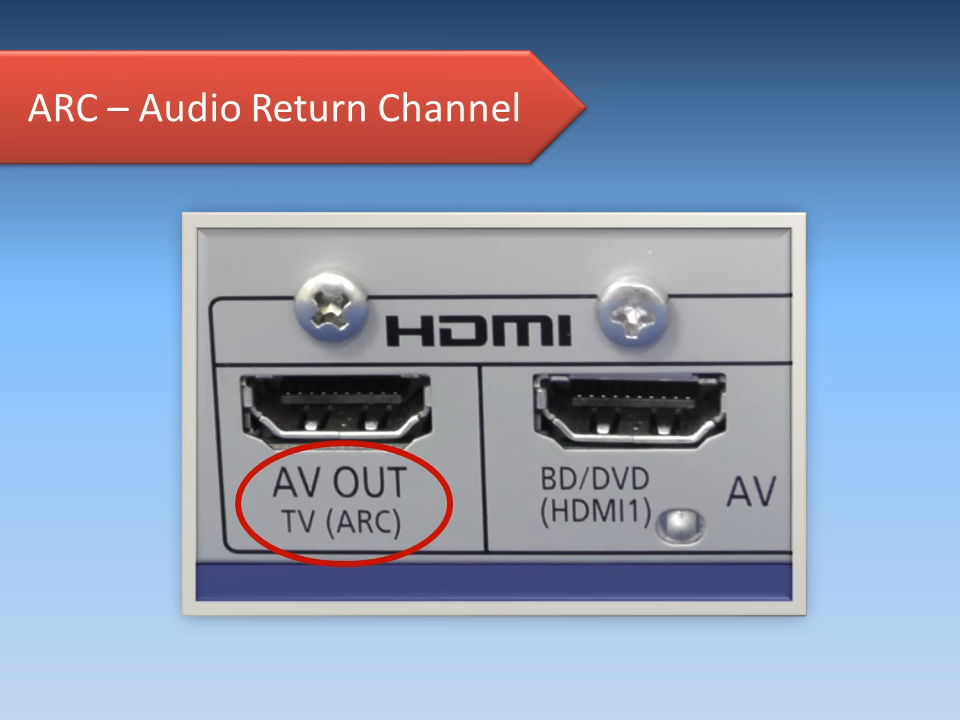 ARC – Audio Return Channel
HDMI
AV OUT
TV (ARC)
BD/DVD
(HDMI1)
AV